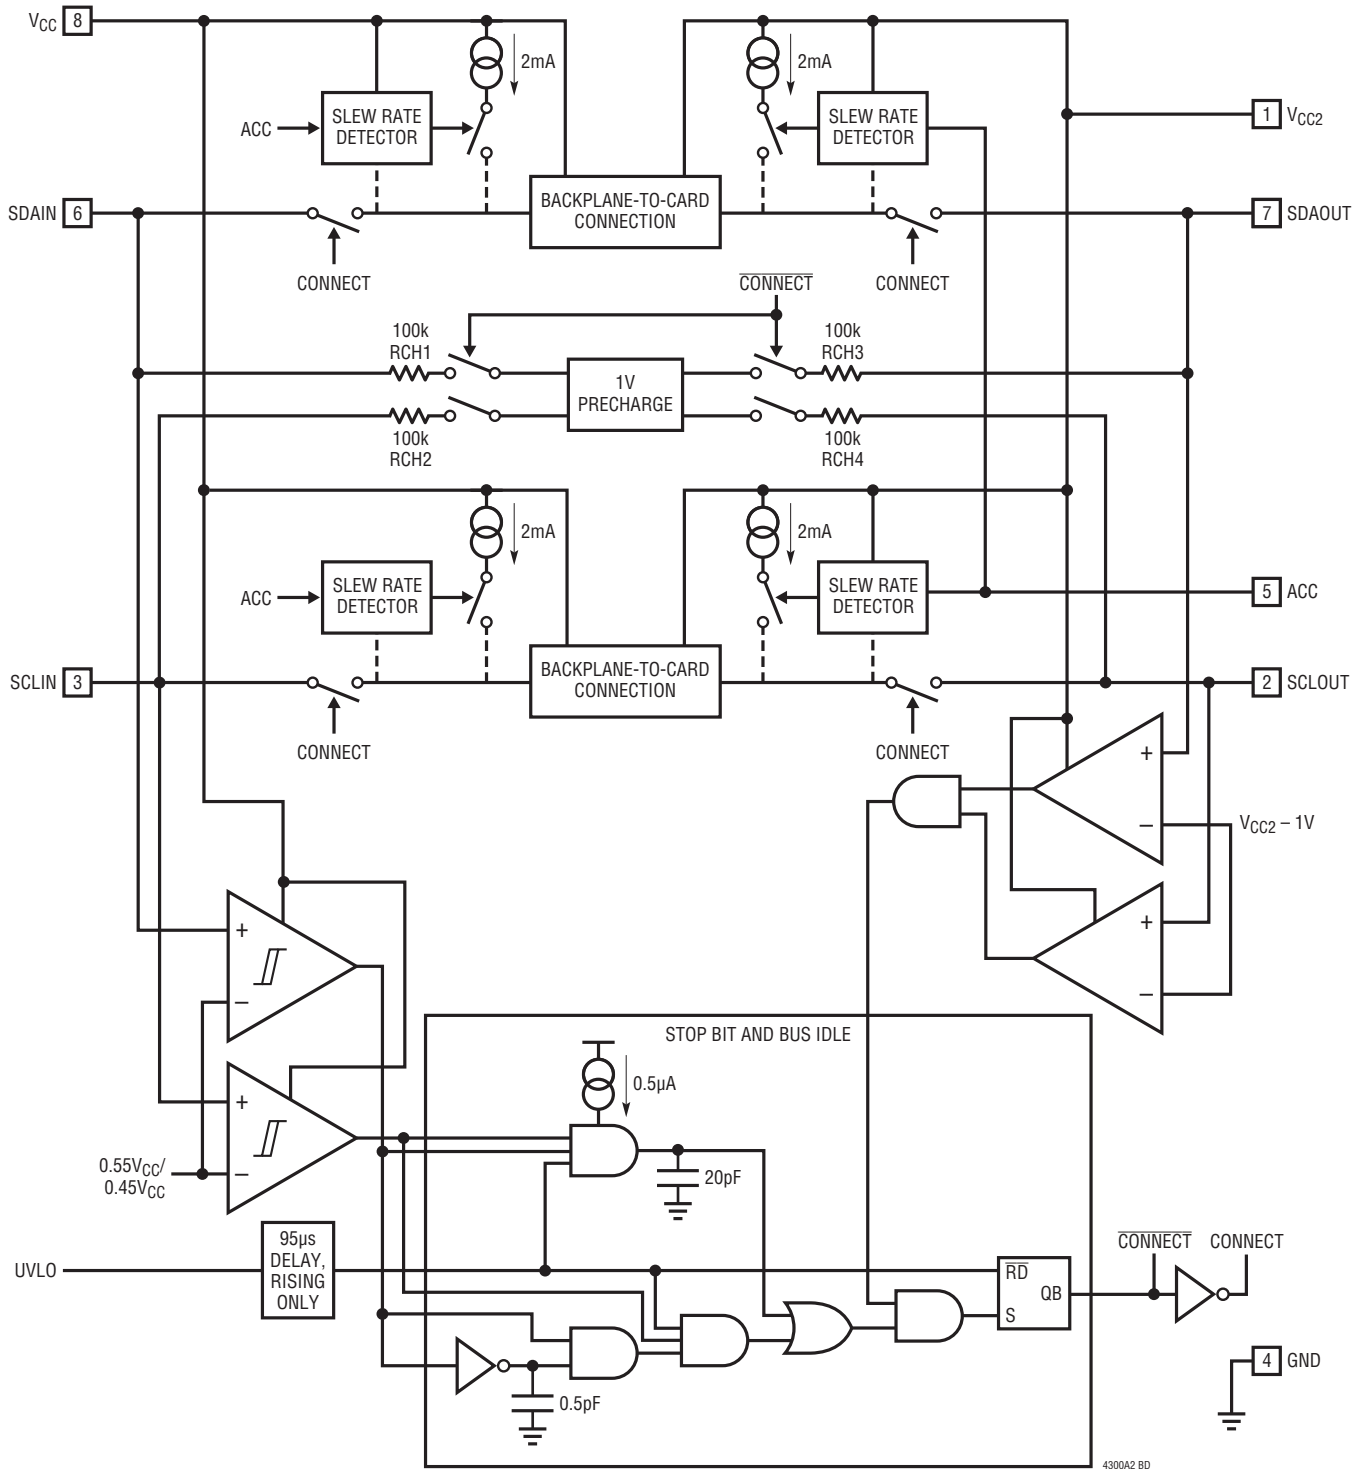 VCC 8
2mA
2mA
SLEW RATE
DETECTOR
ACC
SLEW RATE
DETECTOR
1 VCC2
SDAIN 6
BACKPLANE-TO-CARD
CONNECTION
7 SDAOUT
CONNECT
CONNECT
CONNECT
100k
RCH1
100k
RCH3
1V
PRECHARGE
100k
RCH2
100k
RCH4
2mA
2mA
SLEW RATE
DETECTOR
ACC
SLEW RATE
DETECTOR
5 ACC
SCLIN 3
BACKPLANE-TO-CARD
CONNECTION
2 SCLOUT
CONNECT
CONNECT
+
–
VCC2 – 1V
+
–
+
–
STOP BIT AND BUS IDLE
0.5µA
+
–
0.55VCC/
0.45VCC
20pF
UVLO
95µs
DELAY,
RISING
ONLY
RD
QB
S
CONNECT
CONNECT
4 GND
0.5pF
4300A2 BD